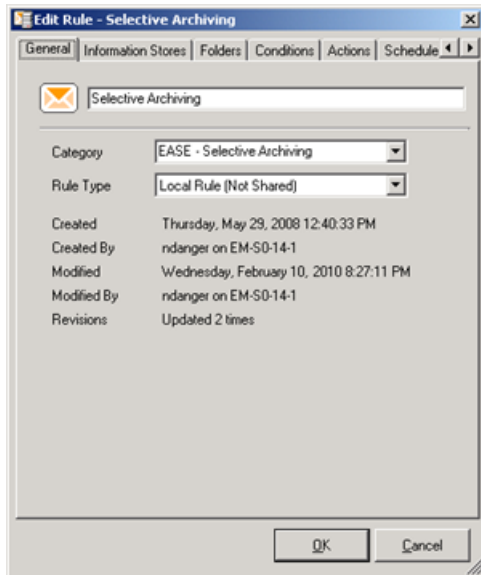 Edit Rule - Selective Archiving
General Information Stores Folders Conditions Actions Schedule
Selective Archiving
Category EASE - Selective Archiving
Rule Type Local Rule (Not Shared)
Created Thursday, May 29, 2008 12:40:33 PM
Created By ndanger on EM-S0-14-1
Modified Wednesday, February 10, 2010 8:27:11 PM
Modified By ndanger on EM-S0-14-1
Revisions Updated 2 times
OK Cancel